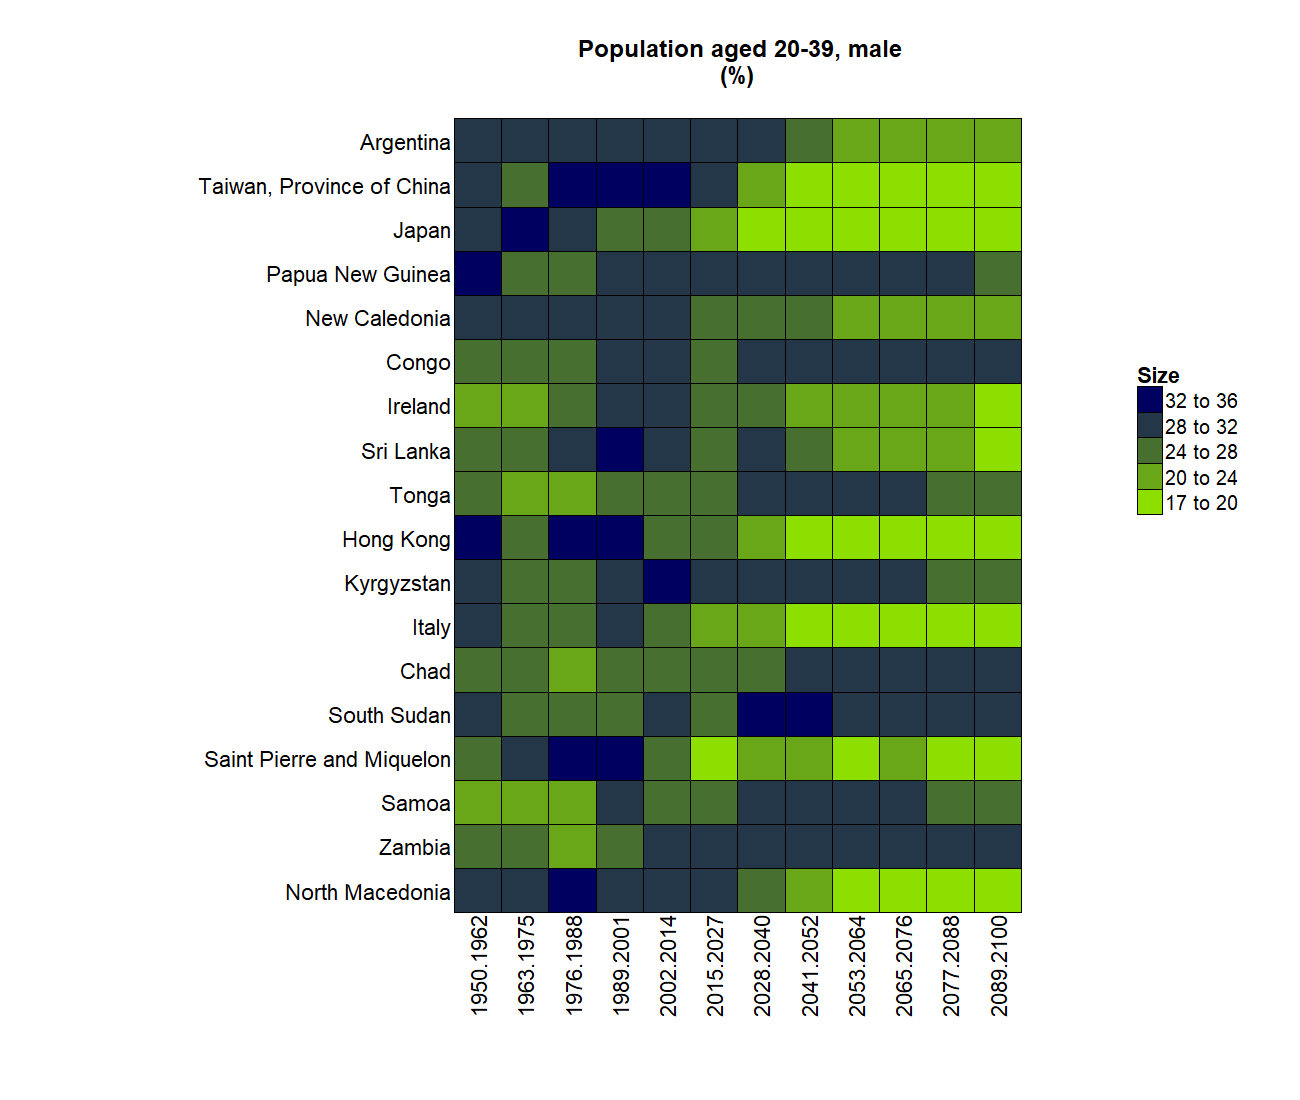 Population aged 20-39, male
(%)
Argentina
Taiwan, Province of China
Japan
Papua New Guinea
New Caledonia
Congo
Ireland
Sri Lanka
Tonga
Hong Kong
Kyrgyzstan
Italy
Chad
South Sudan
Saint Pierre and Miquelon
Samoa
Zambia
North Macedonia
1950.1962
1963.1975
1976.1988
1989.2001
2002.2014
2015.2027
2028.2040
2041.2052
2053.2064
2065.2076
2077.2088
2089.2100
Size
32 to 36
28 to 32
24 to 28
20 to 24
17 to 20